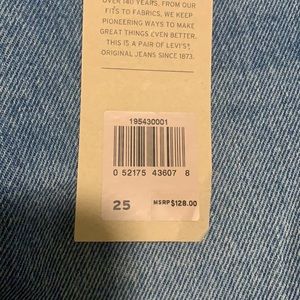 OVER 140 YEARS, FROM OUR
FITS TO FABRICS, WE KEEP
PIONEERING WAYS TO MAKE
GREAT THINGS EVEN BETTER.
THIS IS A PAIR OF LEVI'S®
ORIGINAL JEANS SINCE 1873.
195430001
0 52175 43607 8
25 MSRP $128.00